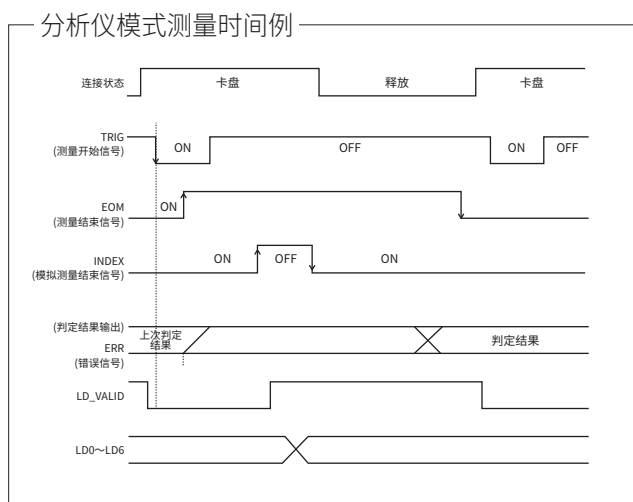 分析仪模式测量时间例
连接状态 卡盘 释放 卡盘
TRIG
(测量开始信号) ON OFF ON OFF
EOM
(测量结束信号) ON
INDEX
(模拟测量结束信号) ON OFF ON
(判定结果输出) 上次判定
结果 判定结果
ERR
(错误信号)
LD_VALID
LD0～LD6